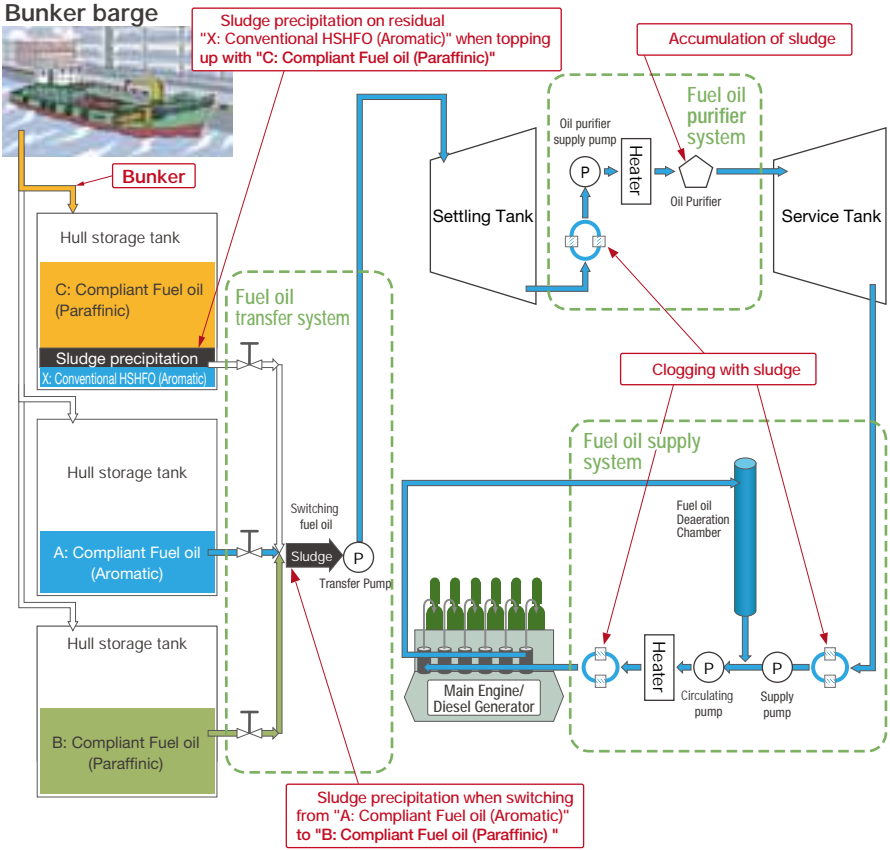 Bunker barge
Sludge precipitation on residual
"X: Conventional HSHFO (Aromatic)" when topping
up with "C: Compliant Fuel oil (Paraffinic)"
Accumulation of sludge
Bunker
Hull storage tank
C: Compliant Fuel oil
(Paraffinic)
Sludge precipitation
X: Conventional HSHFO (Aromatic)
Hull storage tank
A: Compliant Fuel oil
(Aromatic)
Hull storage tank
B: Compliant Fuel oil
(Paraffinic)
Fuel oil
transfer system
Switching
fuel oil
Sludge
P
Transfer Pump
Sludge precipitation when switching
from "A: Compliant Fuel oil (Aromatic)"
to "B: Compliant Fuel oil (Paraffinic) "
Settling Tank
Fuel oil
purifier
system
Oil purifier
supply pump
P
Heater
Oil Purifier
Service Tank
Clogging with sludge
Fuel oil supply
system
Fuel oil
Deaeration
Chamber
Main Engine/
Diesel Generator
Heater
P
Circulating
pump
P
Supply
pump